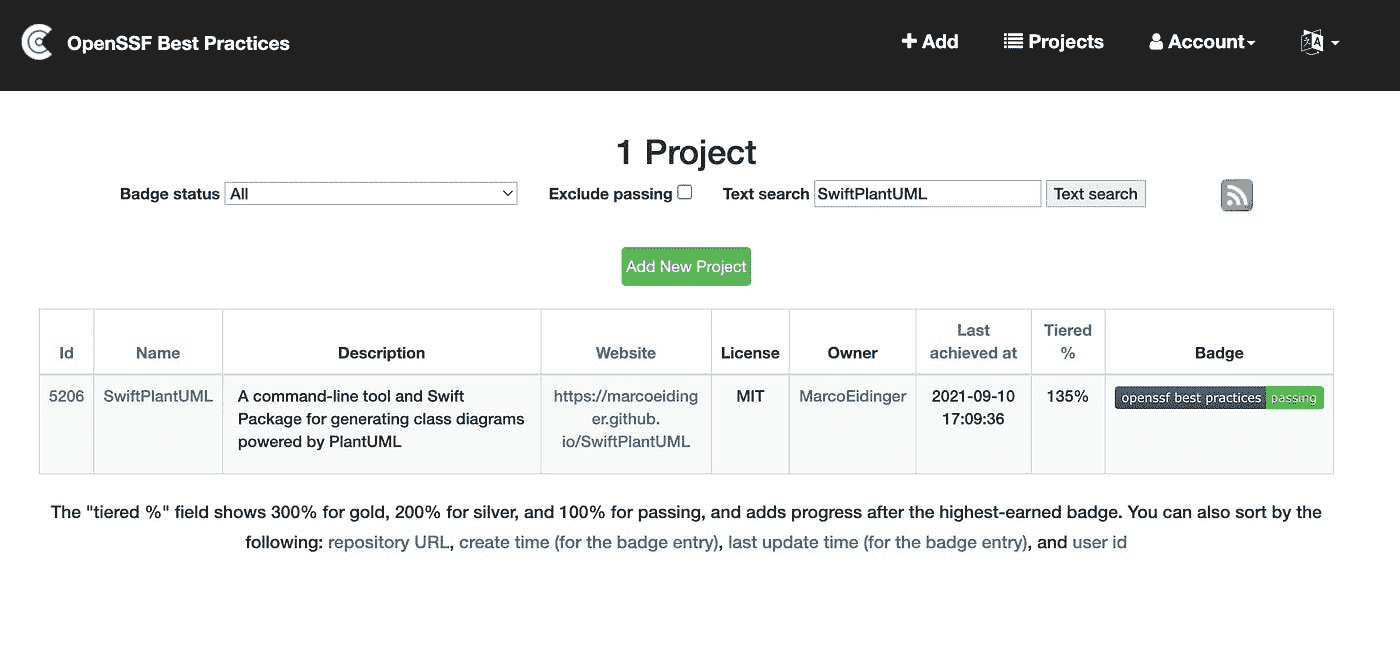 OpenSSF Best Practices
Add
Projects
Account
1 Project
Badge status All
Exclude passing
Text search SwiftPlantUML Text search
Add New Project
Id Name Description Website License Owner Last achieved at Tiered % Badge
5206
SwiftPlantUML
A command-line tool and Swift
Package for generating class diagrams
powered by PlantUML
https://marcoeiding
er.github.
io/SwiftPlantUML
MIT
MarcoEidinger
2021-09-10
17:09:36
135%
openssf best practices passing
The "tiered %" field shows 300% for gold, 200% for silver, and 100% for passing, and adds progress after the highest-earned badge. You can also sort by the
following: repository URL, create time (for the badge entry), last update time (for the badge entry), and user id